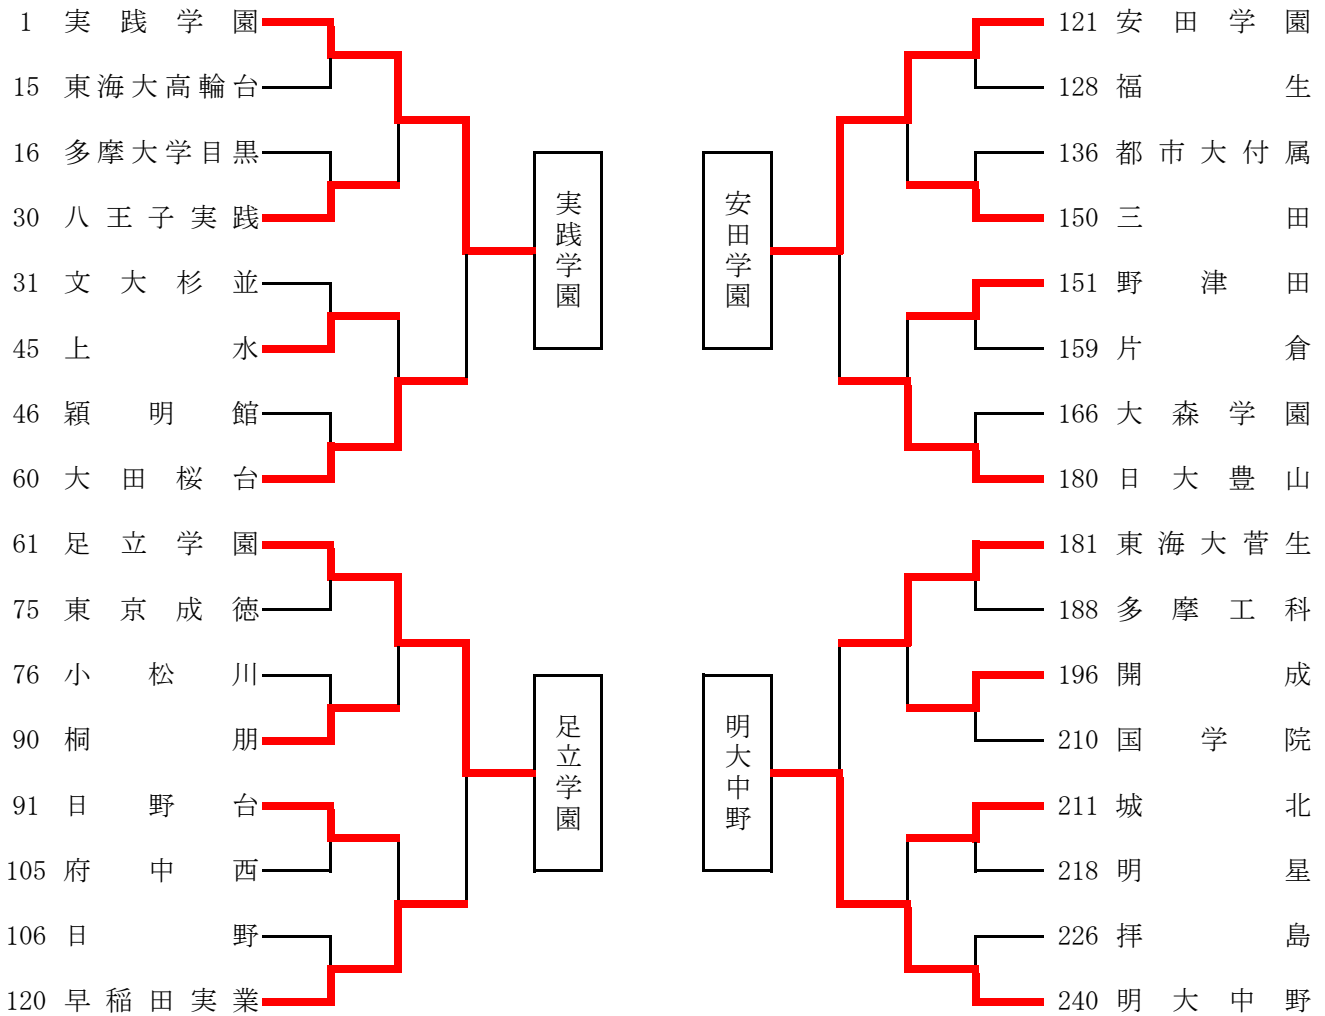 1 実践学園
15 東海大高輪台
16 多摩大学目黒
30 八王子実践
31 文大杉並
45 上水
46 穎明館
60 大田桜台
実践学園
61 足立学園
75 東京成徳
76 小松川
90 桐朋
91 日野台
105 府中西
106 日野
120 早稲田実業
足立学園
121 安田学園
128 福生
136 都市大付属
150 三田
151 野津田
159 片倉
166 大森学園
180 日大豊山
安田学園
181 東海大菅生
188 多摩工科
196 開成
210 国学院
211 城北
218 明星
226 拝島
240 明大中野
明大中野